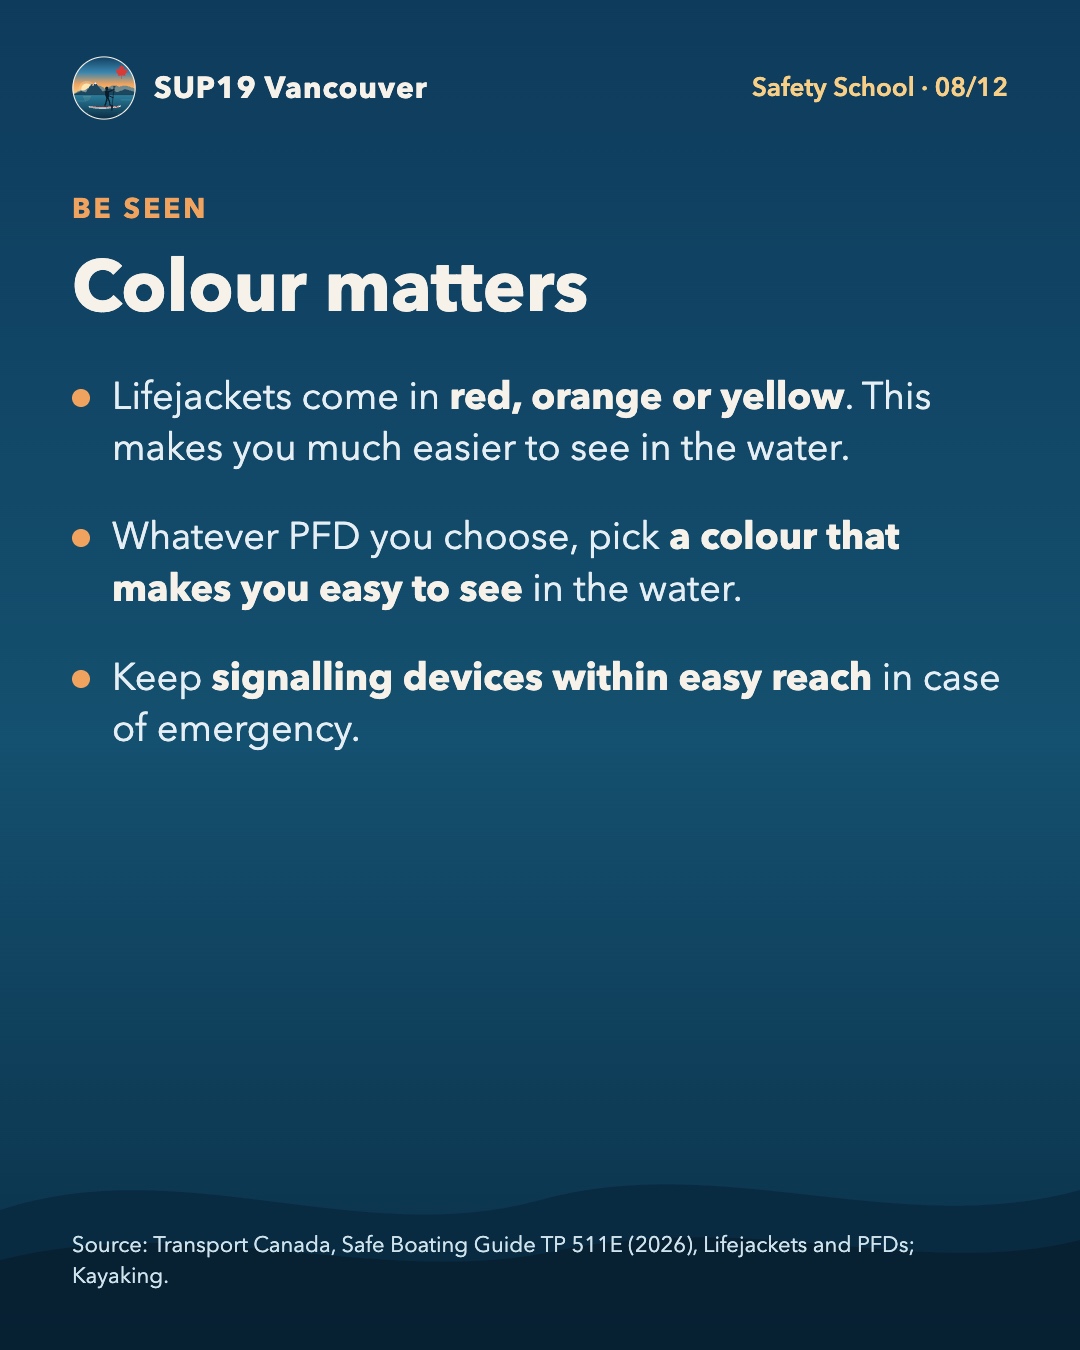 SUP19 Vancouver
Safety School · 08/12
BE SEEN
Colour matters
Lifejackets come in red, orange or yellow. This
makes you much easier to see in the water.
Whatever PFD you choose, pick a colour that
makes you easy to see in the water.
Keep signalling devices within easy reach in case
of emergency.
Source: Transport Canada, Safe Boating Guide TP 511E (2026), Lifejackets and PFDs;
Kayaking.